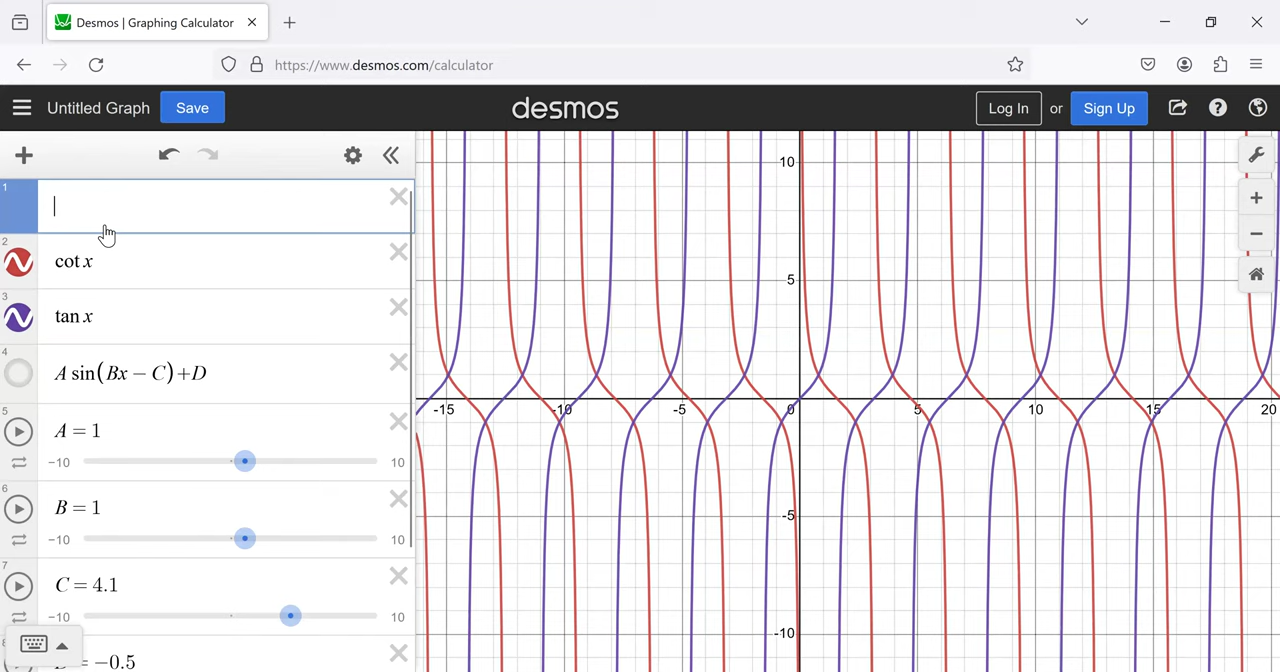 Desmos | Graphing Calculator
https://www.desmos.com/calculator
Untitled Graph
Save
desmos
Log In
or
Sign Up
1
2
cot x
3
tan x
4
A sin(Bx − C)+D
5
A = 1
-10
10
6
B = 1
-10
10
7
C = 4.1
-10
10
= −0.5
10
5
-15
-10
-5
0
5
10
15
20
-5
-10